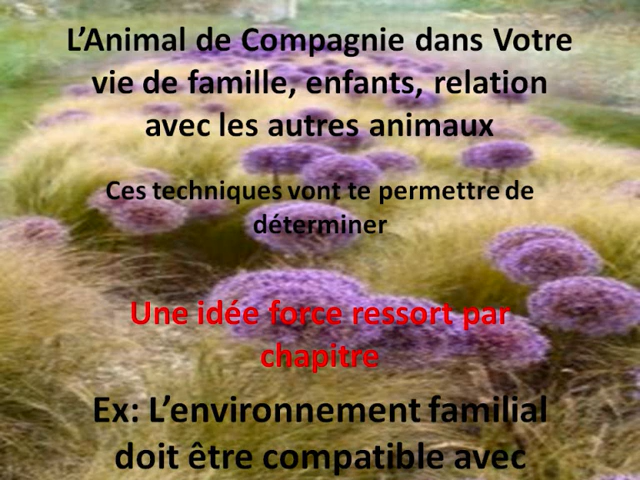 L’Animal de Compagnie dans Votre
vie de famille, enfants, relation
avec les autres animaux
Ces techniques vont te permettre de
déterminer
Une idée force ressort par
chapitre
Ex: L’environnement familial
doit être compatible avec